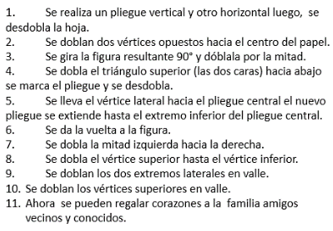 1. Se realiza un pliegue vertical y otro horizontal luego, se
desdobla la hoja.
2. Se doblan dos vértices opuestos hacia el centro del papel.
3. Se gira la figura resultante 90° y dóblala por la mitad.
4. Se dobla el triángulo superior (las dos caras) hacia abajo
se marca el pliegue y se desdobla.
5. Se lleva el vértice lateral hacia el pliegue central el nuevo
pliegue se extiende hasta el extremo inferior del pliegue central.
6. Se da la vuelta a la figura.
7. Se dobla la mitad izquierda hacia la derecha.
8. Se dobla el vértice superior hasta el vértice inferior.
9. Se doblan los dos extremos laterales en valle.
10. Se doblan los vértices superiores en valle.
11. Ahora se pueden regalar corazones a la familia amigos
vecinos y conocidos.